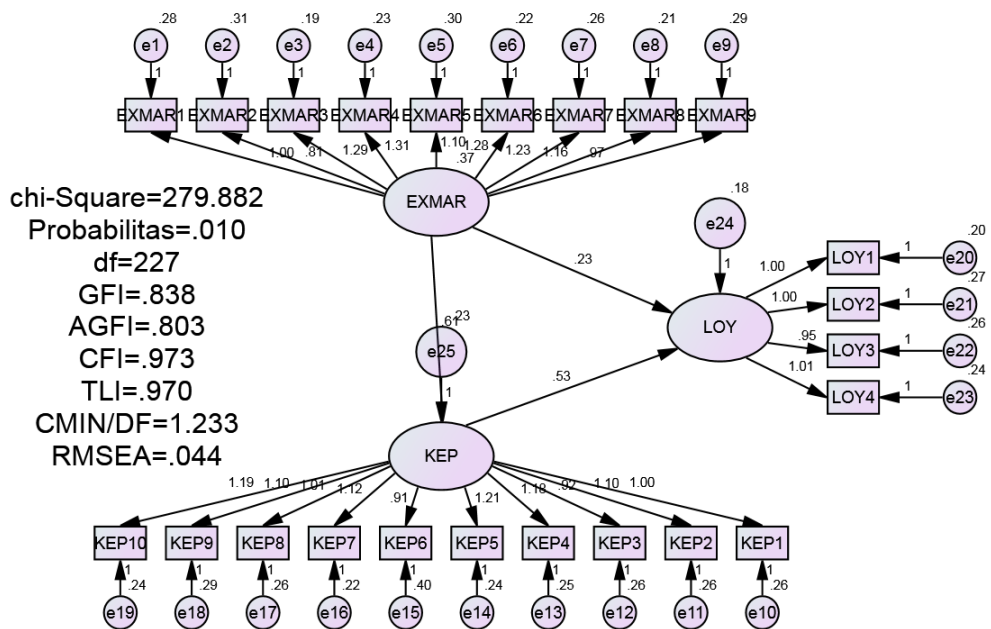 .28 .31 .19 .23 .30 .22 .26 .21 .29
e1 e2 e3 e4 e5 e6 e7 e8 e9
1 1 1 1 1 1 1 1 1
EXMAR1 EXMAR2 EXMAR3 EXMAR4 EXMAR5 EXMAR6 EXMAR7 EXMAR8 EXMAR9
1.00 .81 1.29 1.31 1.10 1.28 1.23 1.16 .97
.37
EXMAR
chi-Square=279.882
Probabilitas=.010
df=227
GFI=.838
AGFI=.803
CFI=.973
TLI=.970
CMIN/DF=1.233
RMSEA=.044
.18
e24
1
.23
LOY
1.00 LOY1 1 e20 .20
1.00 LOY2 1 e21 .27
.95 LOY3 1 e22 .26
1.01 LOY4 1 e23 .24
.61 .23
e25
1
.53
KEP
1.19 1.10 1.01 1.12 .91 1.21 1.18 .92 1.10 1.00
KEP10 KEP9 KEP8 KEP7 KEP6 KEP5 KEP4 KEP3 KEP2 KEP1
1 1 1 1 1 1 1 1 1 1
.24 .29 .26 .22 .40 .24 .25 .26 .26 .26
e19 e18 e17 e16 e15 e14 e13 e12 e11 e10